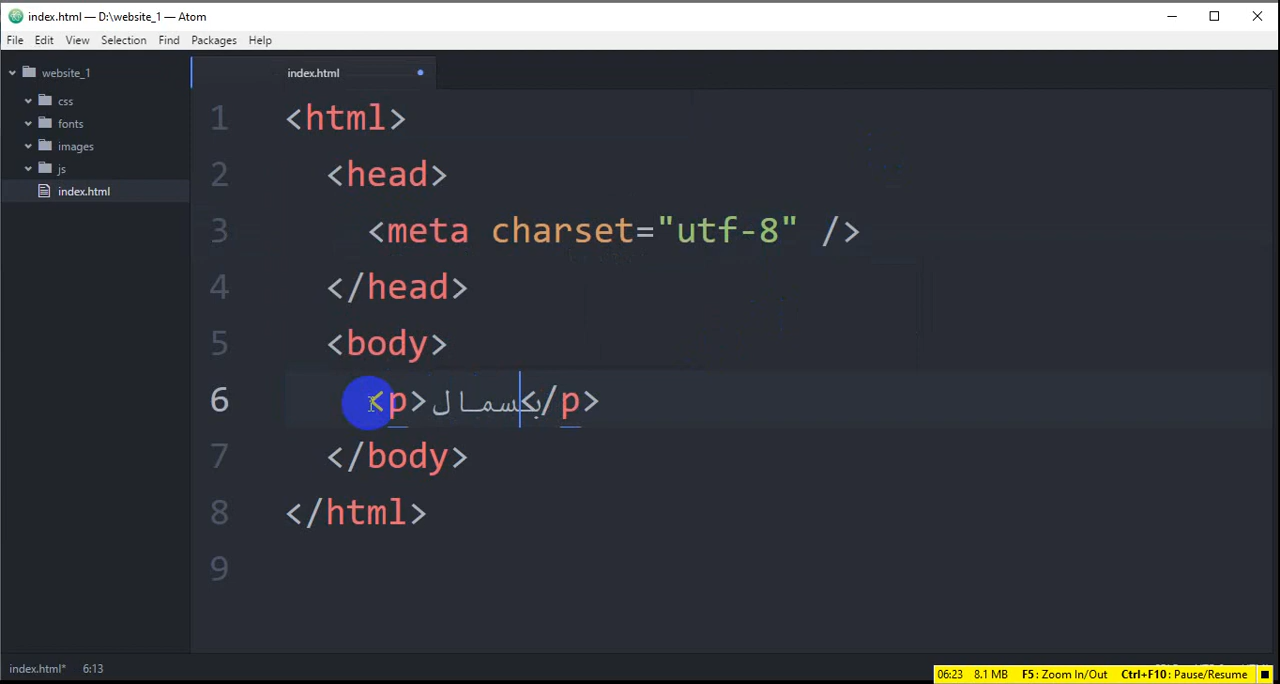 index.html — D:\website_1 — Atom
File Edit View Selection Find Packages Help
website_1
css
fonts
images
js
index.html
index.html
1 <html>
2 <head>
3 <meta charset="utf-8" />
4 </head>
5 <body>
6 <p>بكسمـال</p>
7 </body>
8 </html>
9
index.html* 6:13
06:23 8.1 MB F5: Zoom In/Out Ctrl+F10: Pause/Resume